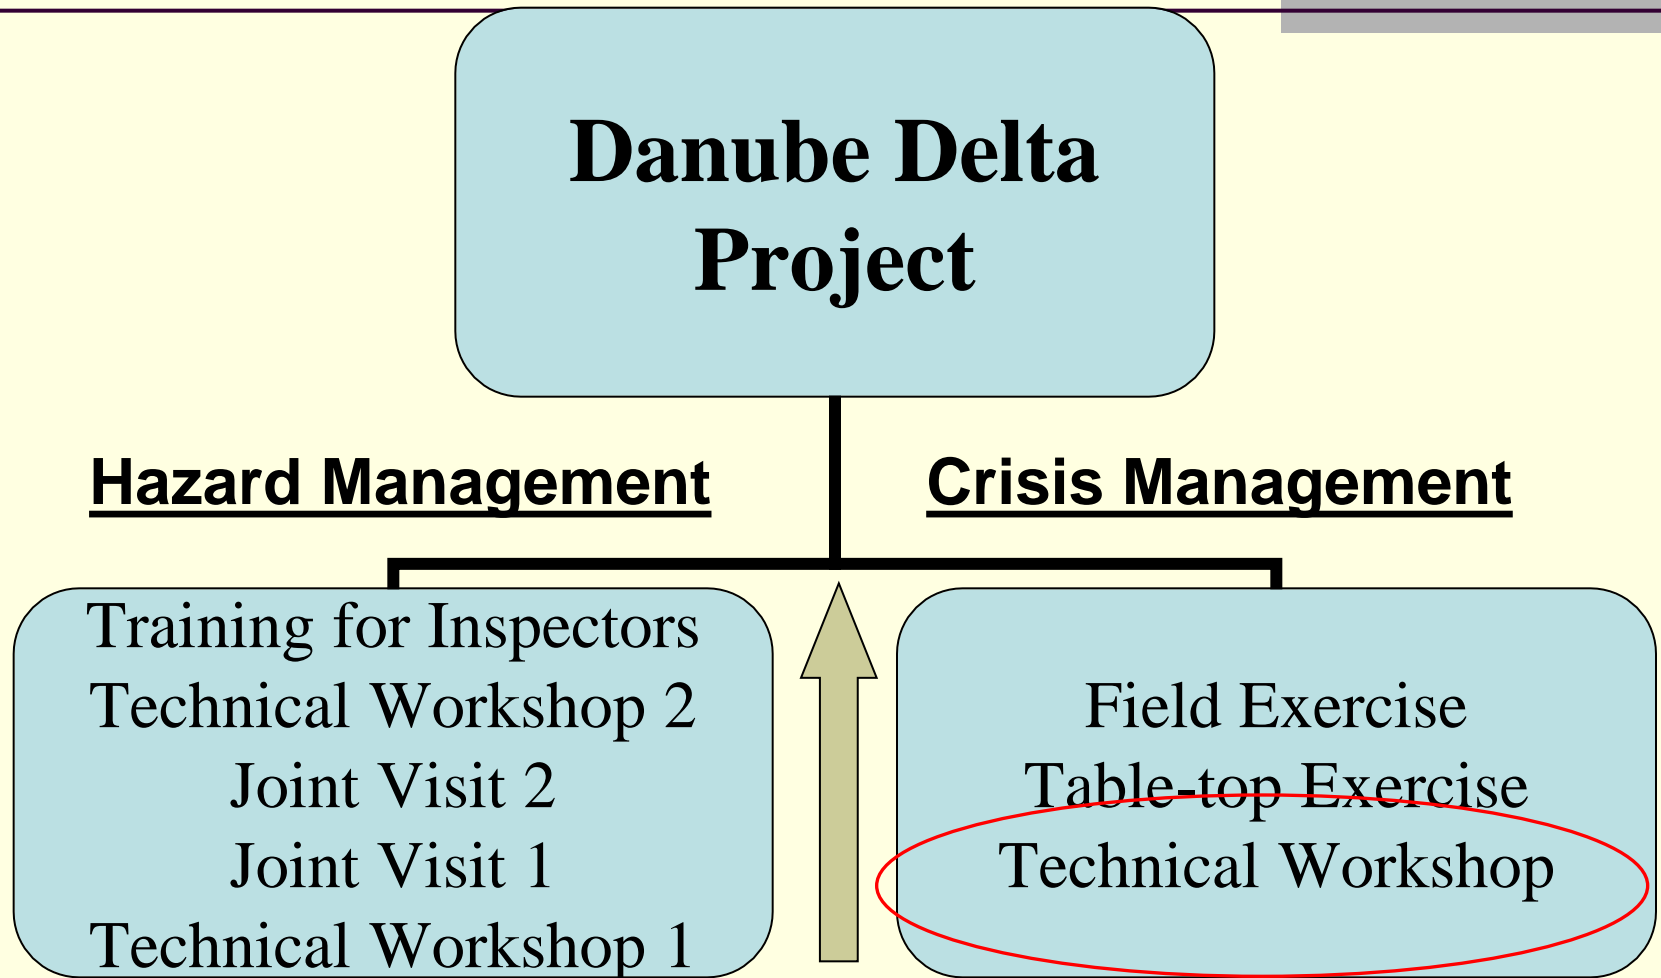 Danube Delta
Project
Hazard Management
Crisis Management
Training for Inspectors
Technical Workshop 2
Joint Visit 2
Joint Visit 1
Technical Workshop 1
Field Exercise
Table-top Exercise
Technical Workshop